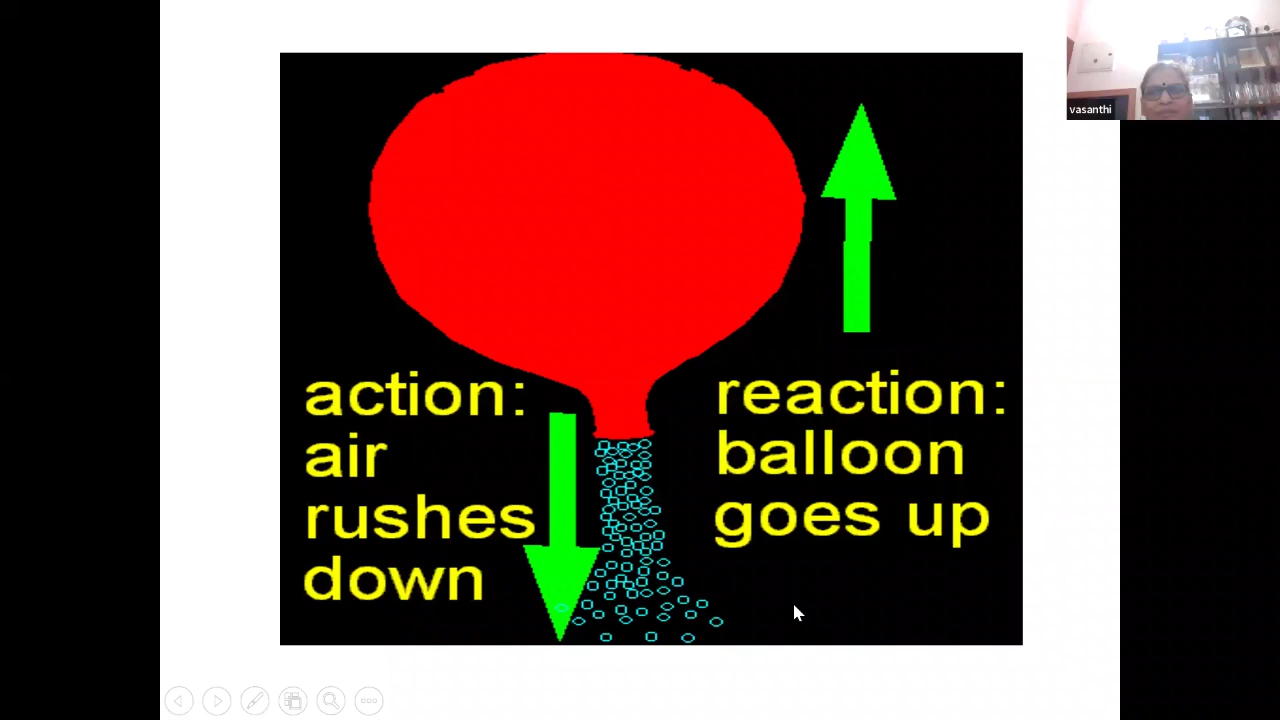 vasanthi
action:
air
rushes
down
reaction:
balloon
goes up